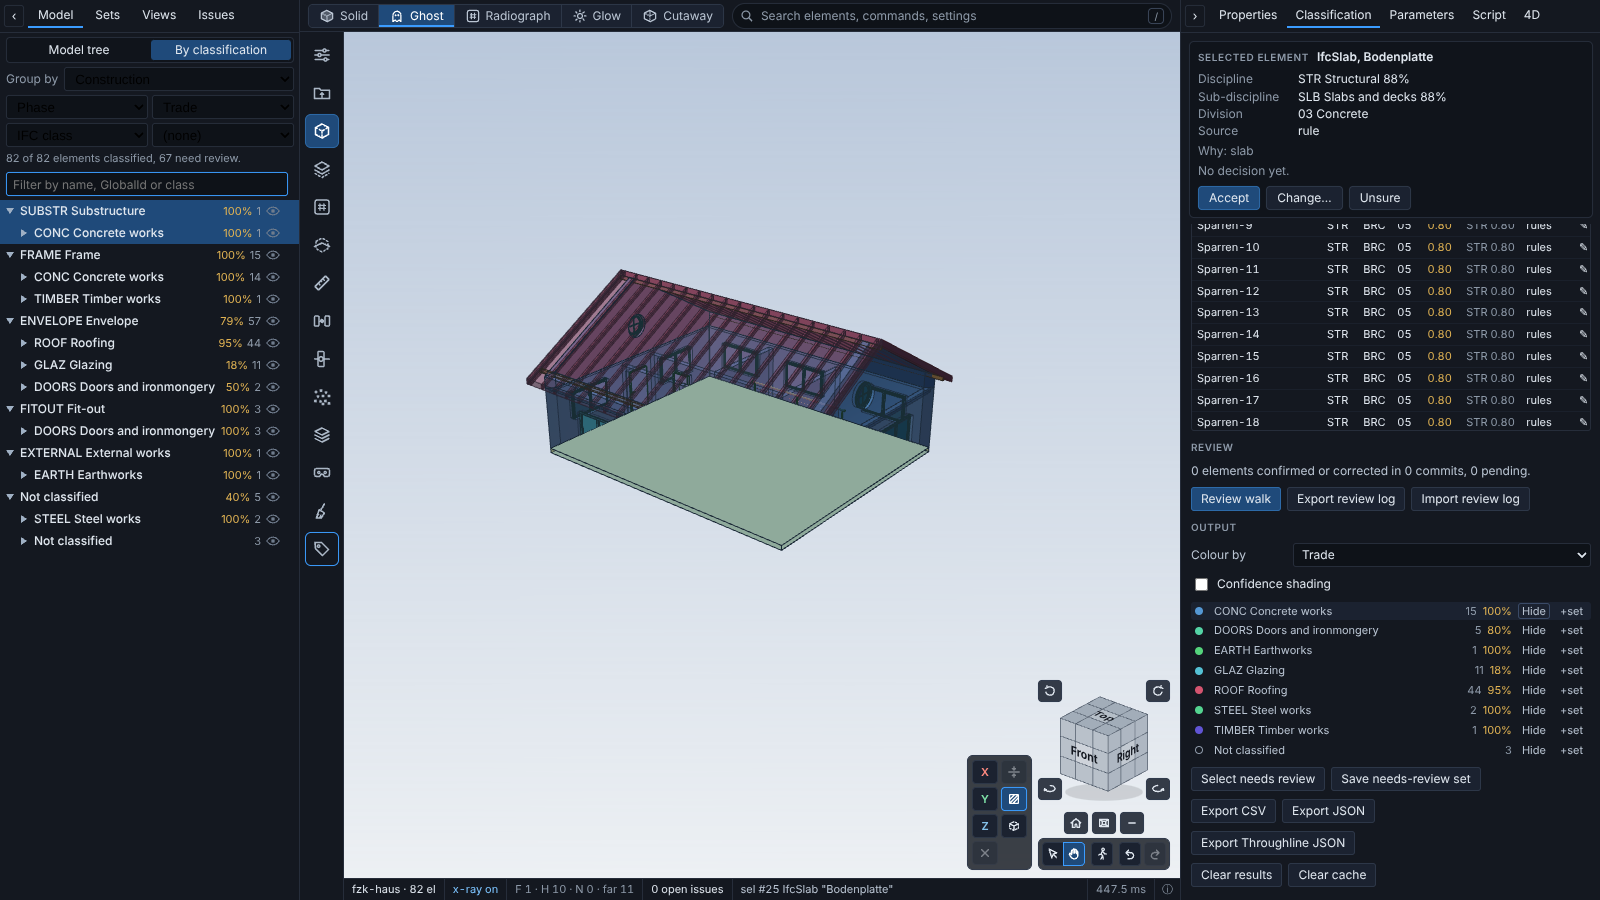 Model Sets Views Issues
Model tree By classification
Group by Construction
Phase Trade
IFC class (none)
82 of 82 elements classified, 67 need review.
Filter by name, GlobalId or class
SUBSTR Substructure 100% 1
CONC Concrete works 100% 1
FRAME Frame 100% 15
CONC Concrete works 100% 14
TIMBER Timber works 100% 1
ENVELOPE Envelope 79% 57
ROOF Roofing 95% 44
GLAZ Glazing 18% 11
DOORS Doors and ironmongery 50% 2
FITOUT Fit-out 100% 3
DOORS Doors and ironmongery 100% 3
EXTERNAL External works 100% 1
EARTH Earthworks 100% 1
Not classified 40% 5
STEEL Steel works 100% 2
Not classified 3
Solid Ghost Radiograph Glow Cutaway
Search elements, commands, settings /
Top
Front Right
X
Y
Z
fzk-haus · 82 el x-ray on F 1 · H 10 · N 0 · far 11 0 open issues sel #25 IfcSlab "Bodenplatte" 447.5 ms
Properties Classification Parameters Script 4D
SELECTED ELEMENT IfcSlab, Bodenplatte
Discipline STR Structural 88%
Sub-discipline SLB Slabs and decks 88%
Division 03 Concrete
Source rule
Why: slab
No decision yet.
Accept Change... Unsure
Sparren-9 STR BRC 05 0.80 STR 0.80 rules
Sparren-10 STR BRC 05 0.80 STR 0.80 rules
Sparren-11 STR BRC 05 0.80 STR 0.80 rules
Sparren-12 STR BRC 05 0.80 STR 0.80 rules
Sparren-13 STR BRC 05 0.80 STR 0.80 rules
Sparren-14 STR BRC 05 0.80 STR 0.80 rules
Sparren-15 STR BRC 05 0.80 STR 0.80 rules
Sparren-16 STR BRC 05 0.80 STR 0.80 rules
Sparren-17 STR BRC 05 0.80 STR 0.80 rules
Sparren-18 STR BRC 05 0.80 STR 0.80 rules
REVIEW
0 elements confirmed or corrected in 0 commits, 0 pending.
Review walk Export review log Import review log
OUTPUT
Colour by Trade
Confidence shading
CONC Concrete works 15 100% Hide +set
DOORS Doors and ironmongery 5 80% Hide +set
EARTH Earthworks 1 100% Hide +set
GLAZ Glazing 11 18% Hide +set
ROOF Roofing 44 95% Hide +set
STEEL Steel works 2 100% Hide +set
TIMBER Timber works 1 100% Hide +set
Not classified 3 Hide +set
Select needs review Save needs-review set
Export CSV Export JSON
Export Throughline JSON
Clear results Clear cache